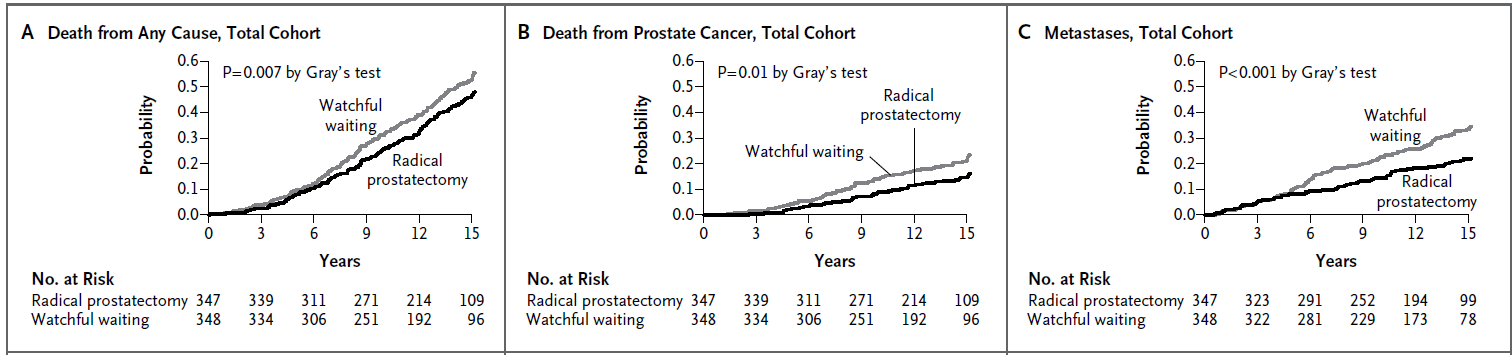 A Death from Any Cause, Total Cohort
0.6
0.5
0.4
0.3
0.2
0.1
0.0
Probability
P=0.007 by Gray's test
Watchful
waiting
Radical
prostatectomy
0 3 6 9 12 15
Years
No. at Risk
Radical prostatectomy 347 339 311 271 214 109
Watchful waiting 348 334 306 251 192 96
B Death from Prostate Cancer, Total Cohort
0.6
0.5
0.4
0.3
0.2
0.1
0.0
Probability
P=0.01 by Gray's test
Radical
prostatectomy
Watchful waiting
0 3 6 9 12 15
Years
No. at Risk
Radical prostatectomy 347 339 311 271 214 109
Watchful waiting 348 334 306 251 192 96
C Metastases, Total Cohort
0.6
0.5
0.4
0.3
0.2
0.1
0.0
Probability
P<0.001 by Gray's test
Watchful
waiting
Radical
prostatectomy
0 3 6 9 12 15
Years
No. at Risk
Radical prostatectomy 347 323 291 252 194 99
Watchful waiting 348 322 281 229 173 78